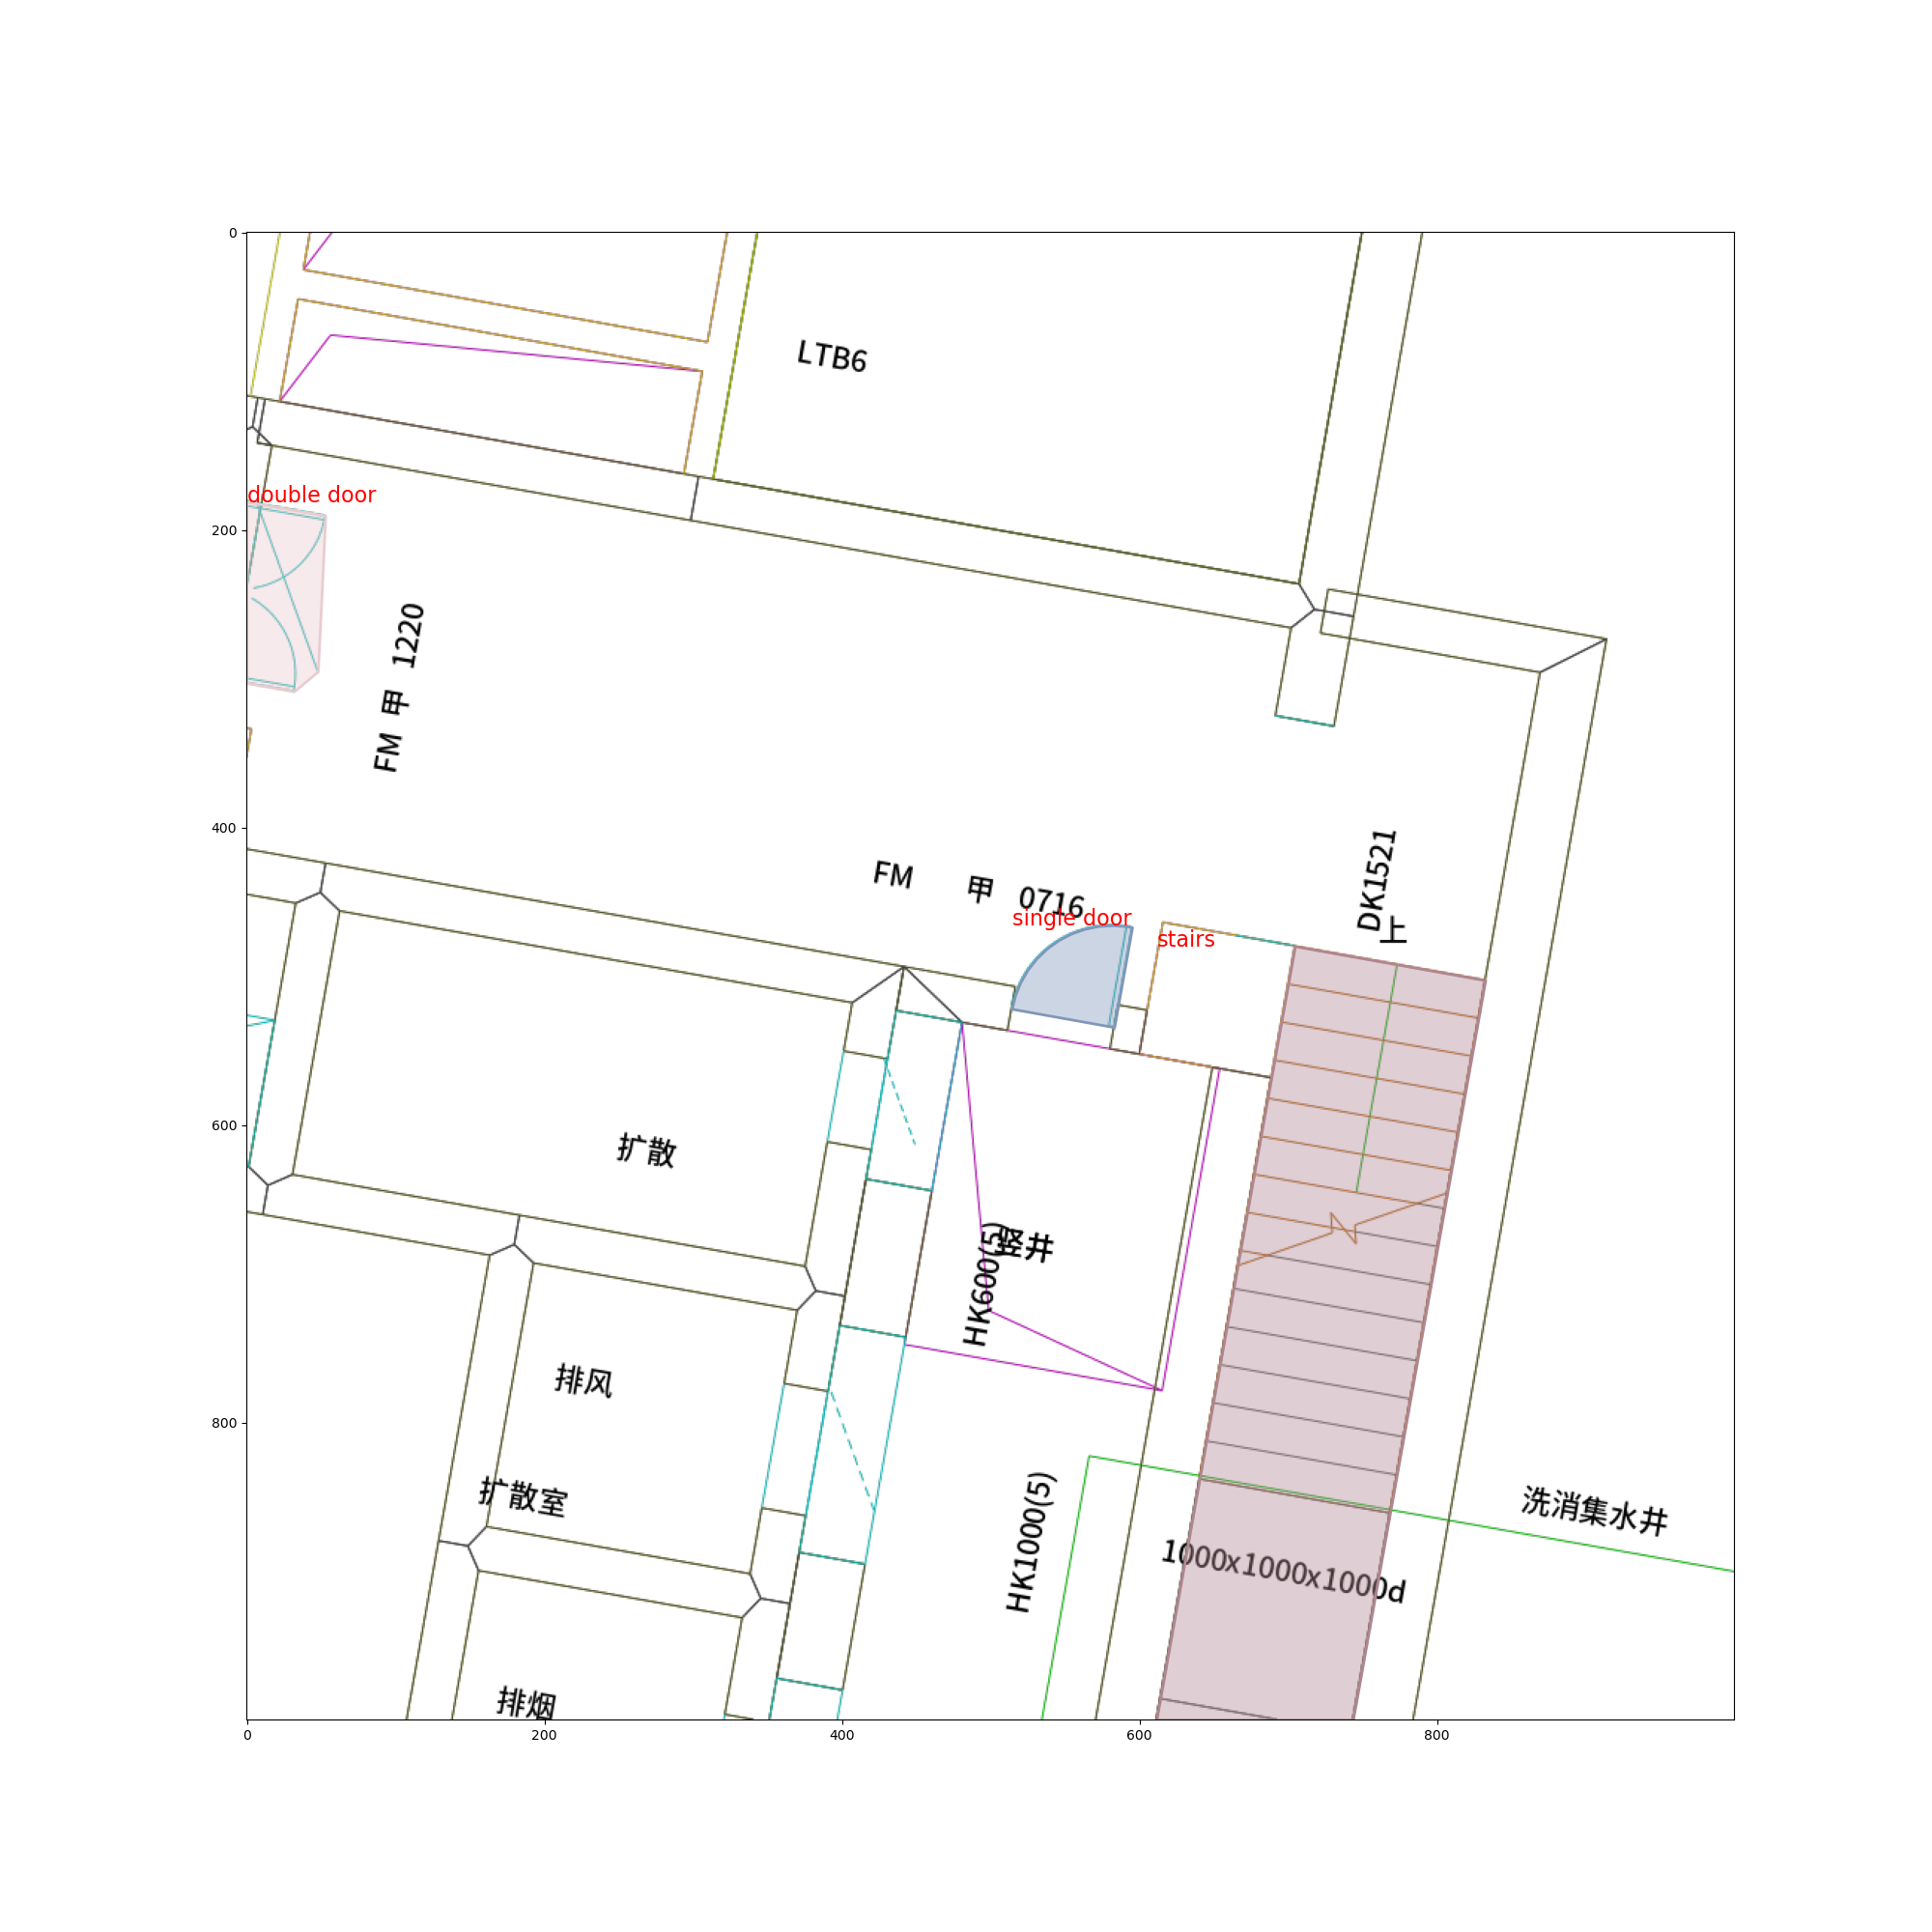 0
LTB6
double door
200
FM 甲 1220
400
DK1521
FM 甲 0716
single door
上
stairs
600
扩散
竖井
HK600(5)
排风
800
扩散室
HK1000(5)
洗消集水井
1000x1000x1000d
排烟
0 200 400 600 800